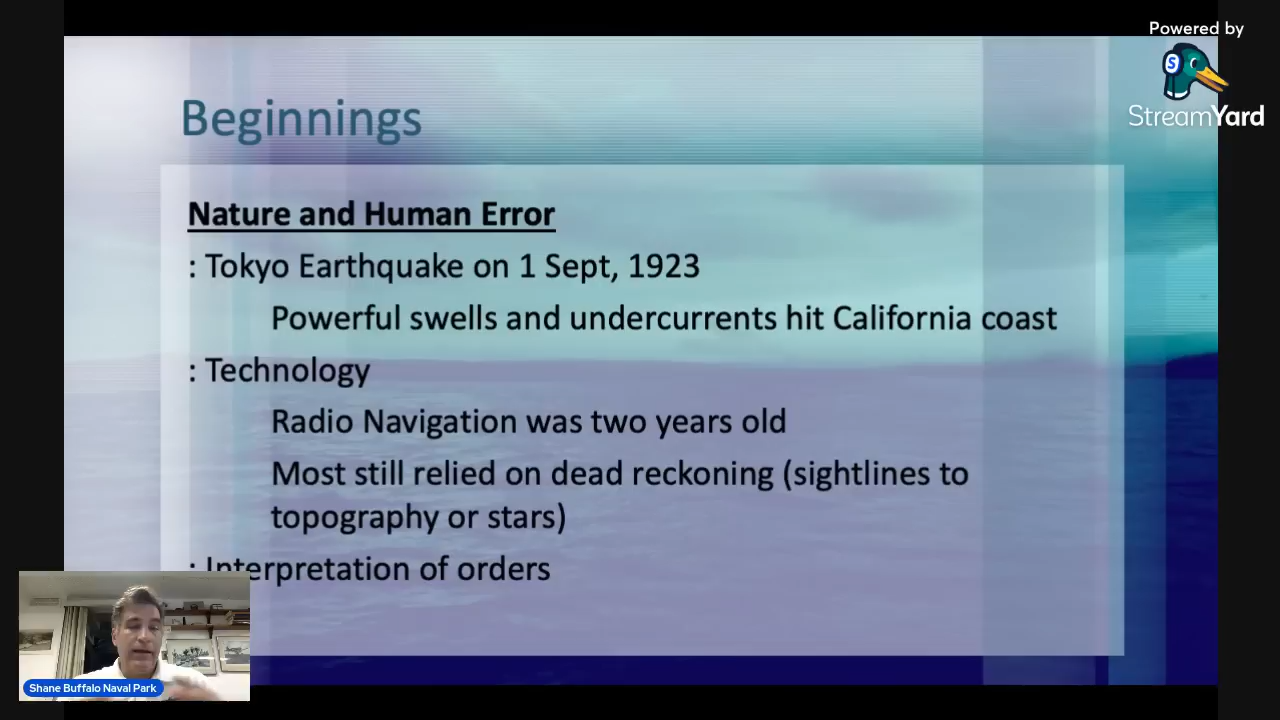 Powered by
StreamYard
Beginnings
Nature and Human Error
: Tokyo Earthquake on 1 Sept, 1923
Powerful swells and undercurrents hit California coast
: Technology
Radio Navigation was two years old
Most still relied on dead reckoning (sightlines to
topography or stars)
: Interpretation of orders
Shane Buffalo Naval Park